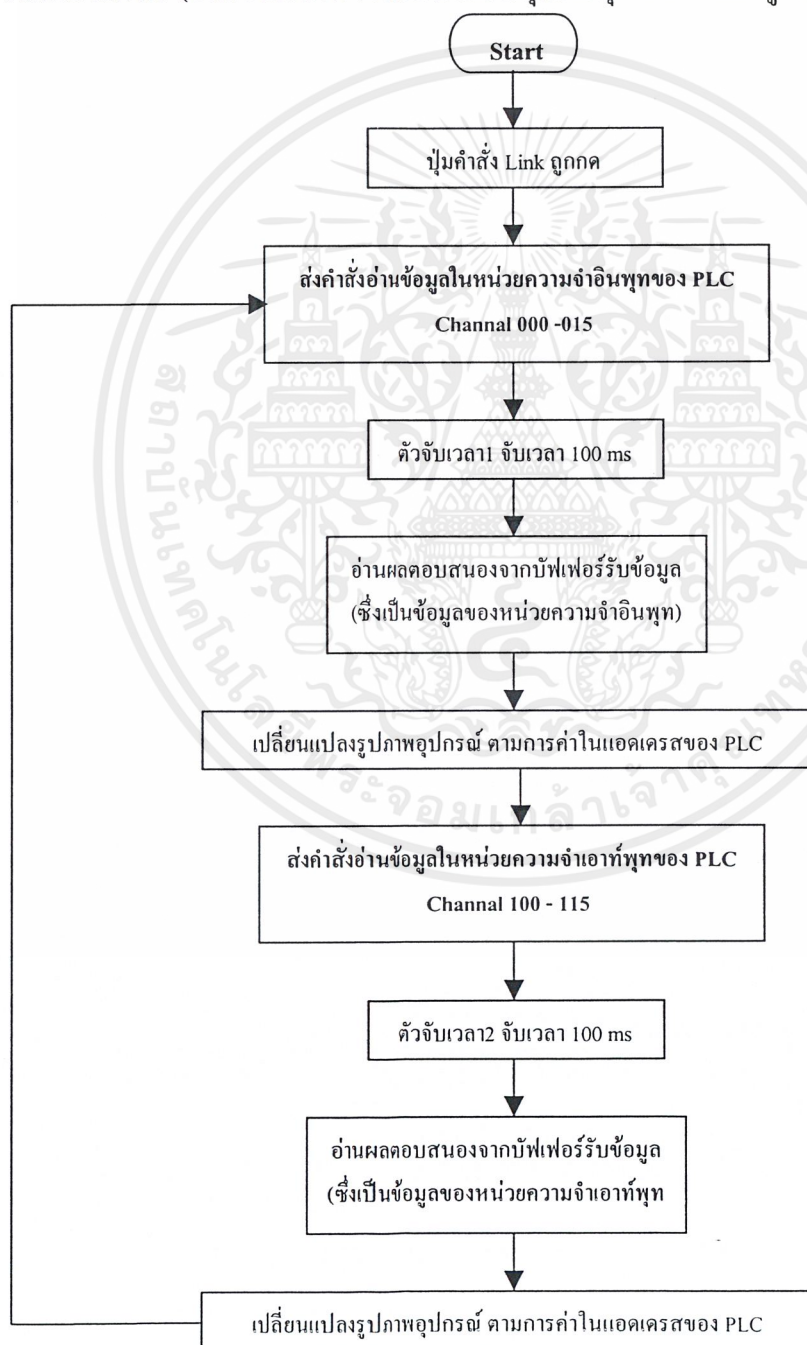 Start
ปุ่มคำสั่ง Link ถูกกด
ส่งคำสั่งอ่านข้อมูลในหน่วยความจำอินพุทของ PLC
Channal 000 -015
ตัวจับเวลา1 จับเวลา 100 ms
อ่านผลตอบสนองจากบัฟเฟอร์รับข้อมูล
(ซึ่งเป็นข้อมูลของหน่วยความจำอินพุท)
เปลี่ยนแปลงรูปภาพอุปกรณ์ ตามการค่าในแอดเดรสของ PLC
ส่งคำสั่งอ่านข้อมูลในหน่วยความจำเอาท์พุทของ PLC
Channal 100 - 115
ตัวจับเวลา2 จับเวลา 100 ms
อ่านผลตอบสนองจากบัฟเฟอร์รับข้อมูล
(ซึ่งเป็นข้อมูลของหน่วยความจำเอาท์พุท
เปลี่ยนแปลงรูปภาพอุปกรณ์ ตามการค่าในแอดเดรสของ PLC